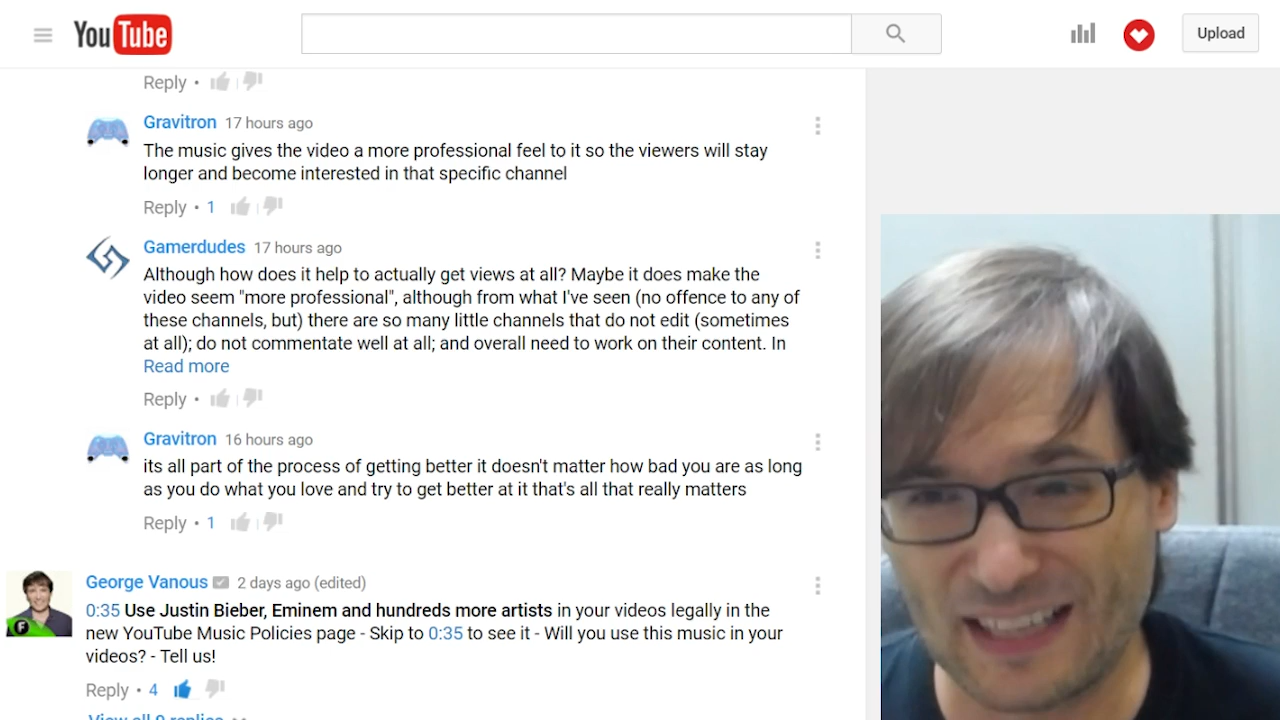 YouTube
Upload
Reply •
Gravitron 17 hours ago
The music gives the video a more professional feel to it so the viewers will stay
longer and become interested in that specific channel
Reply • 1
Gamerdudes 17 hours ago
Although how does it help to actually get views at all? Maybe it does make the
video seem "more professional", although from what I've seen (no offence to any of
these channels, but) there are so many little channels that do not edit (sometimes
at all); do not commentate well at all; and overall need to work on their content. In
Read more
Reply •
Gravitron 16 hours ago
its all part of the process of getting better it doesn't matter how bad you are as long
as you do what you love and try to get better at it that's all that really matters
Reply • 1
George Vanous 2 days ago (edited)
0:35 Use Justin Bieber, Eminem and hundreds more artists in your videos legally in the
new YouTube Music Policies page - Skip to 0:35 to see it - Will you use this music in your
videos? - Tell us!
Reply • 4
View all 9 replies